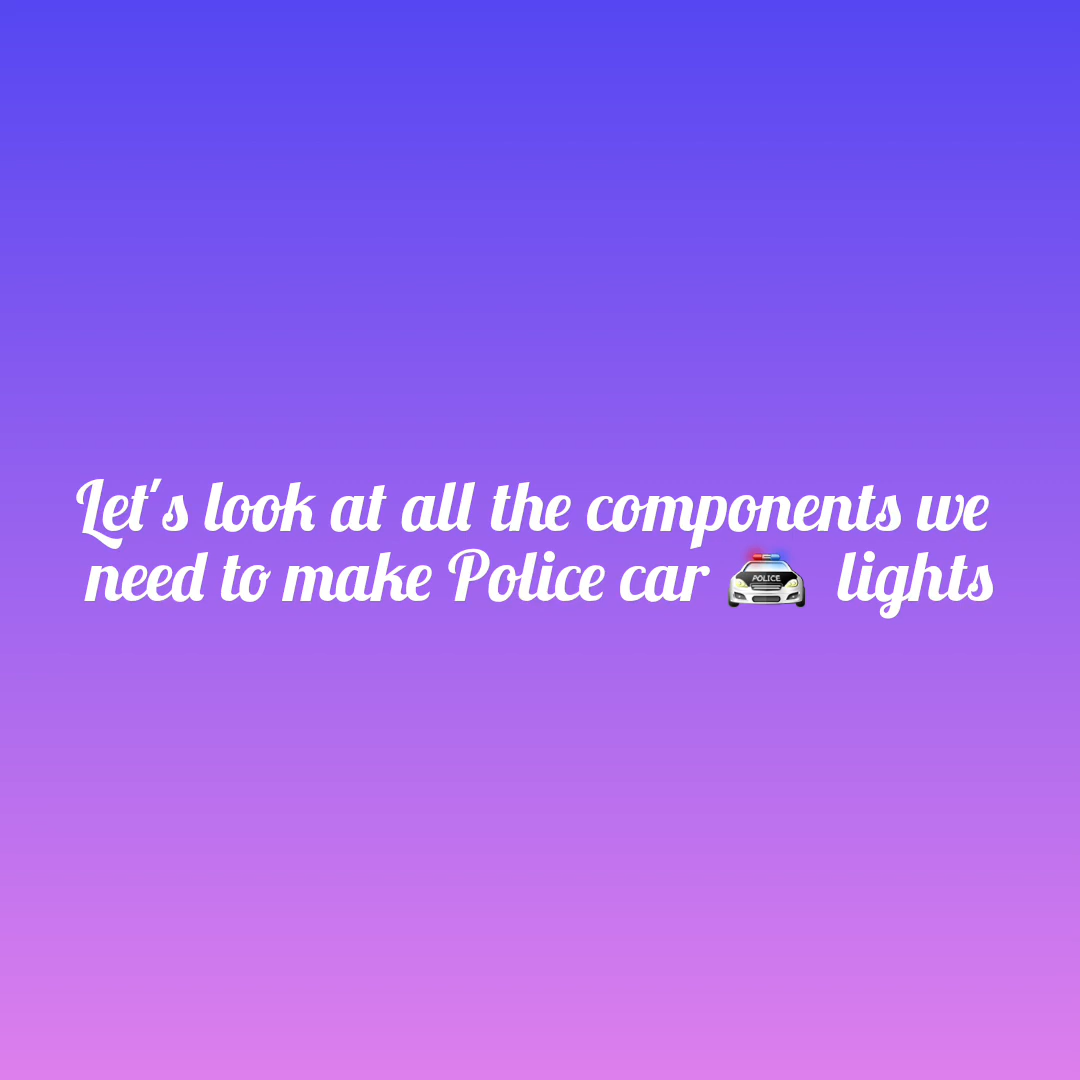 Let's look at all the components we
need to make Police car 🚔 lights